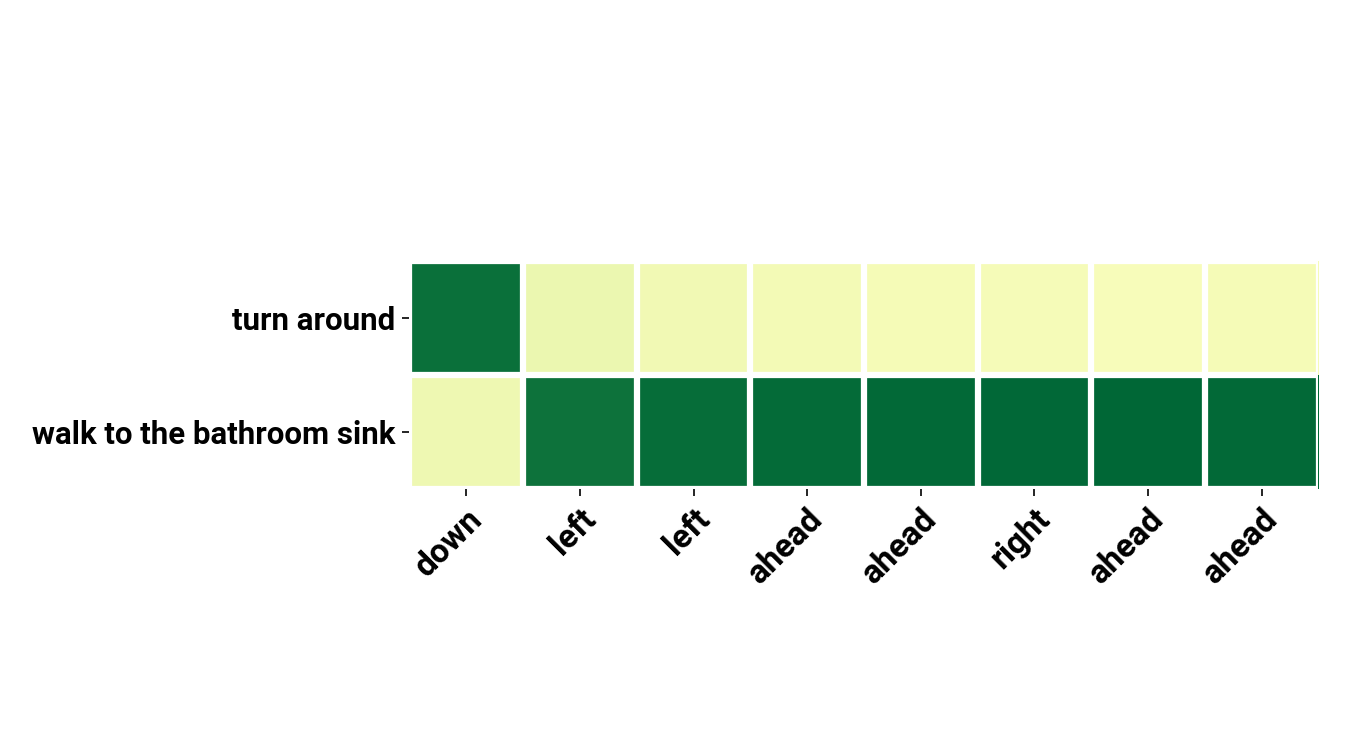 turn around
walk to the bathroom sink
down left left ahead ahead right ahead ahead